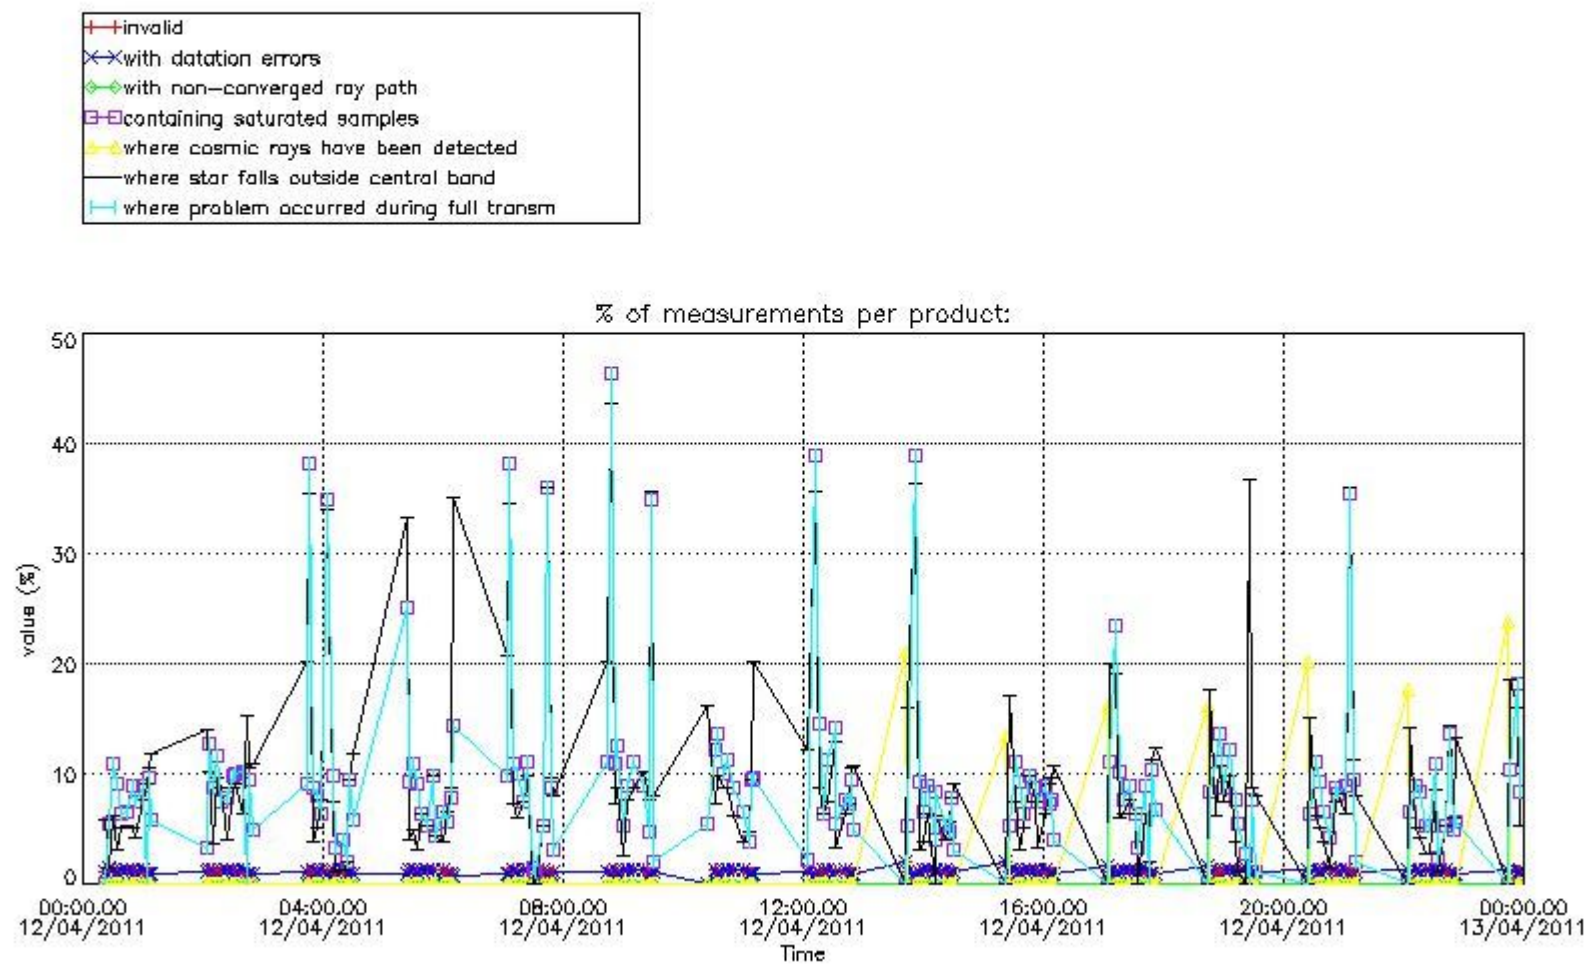 invalid
with datation errors
with non-converged ray path
containing saturated samples
where cosmic rays have been detected
where star falls outside central band
where problem occurred during full transm
% of measurements per product:
50
40
30
20
10
0
value (%)
00:00:00 04:00:00 08:00:00 12:00:00 16:00:00 20:00:00 00:00:00
12/04/2011 12/04/2011 12/04/2011 12/04/2011 12/04/2011 12/04/2011 13/04/2011
Time